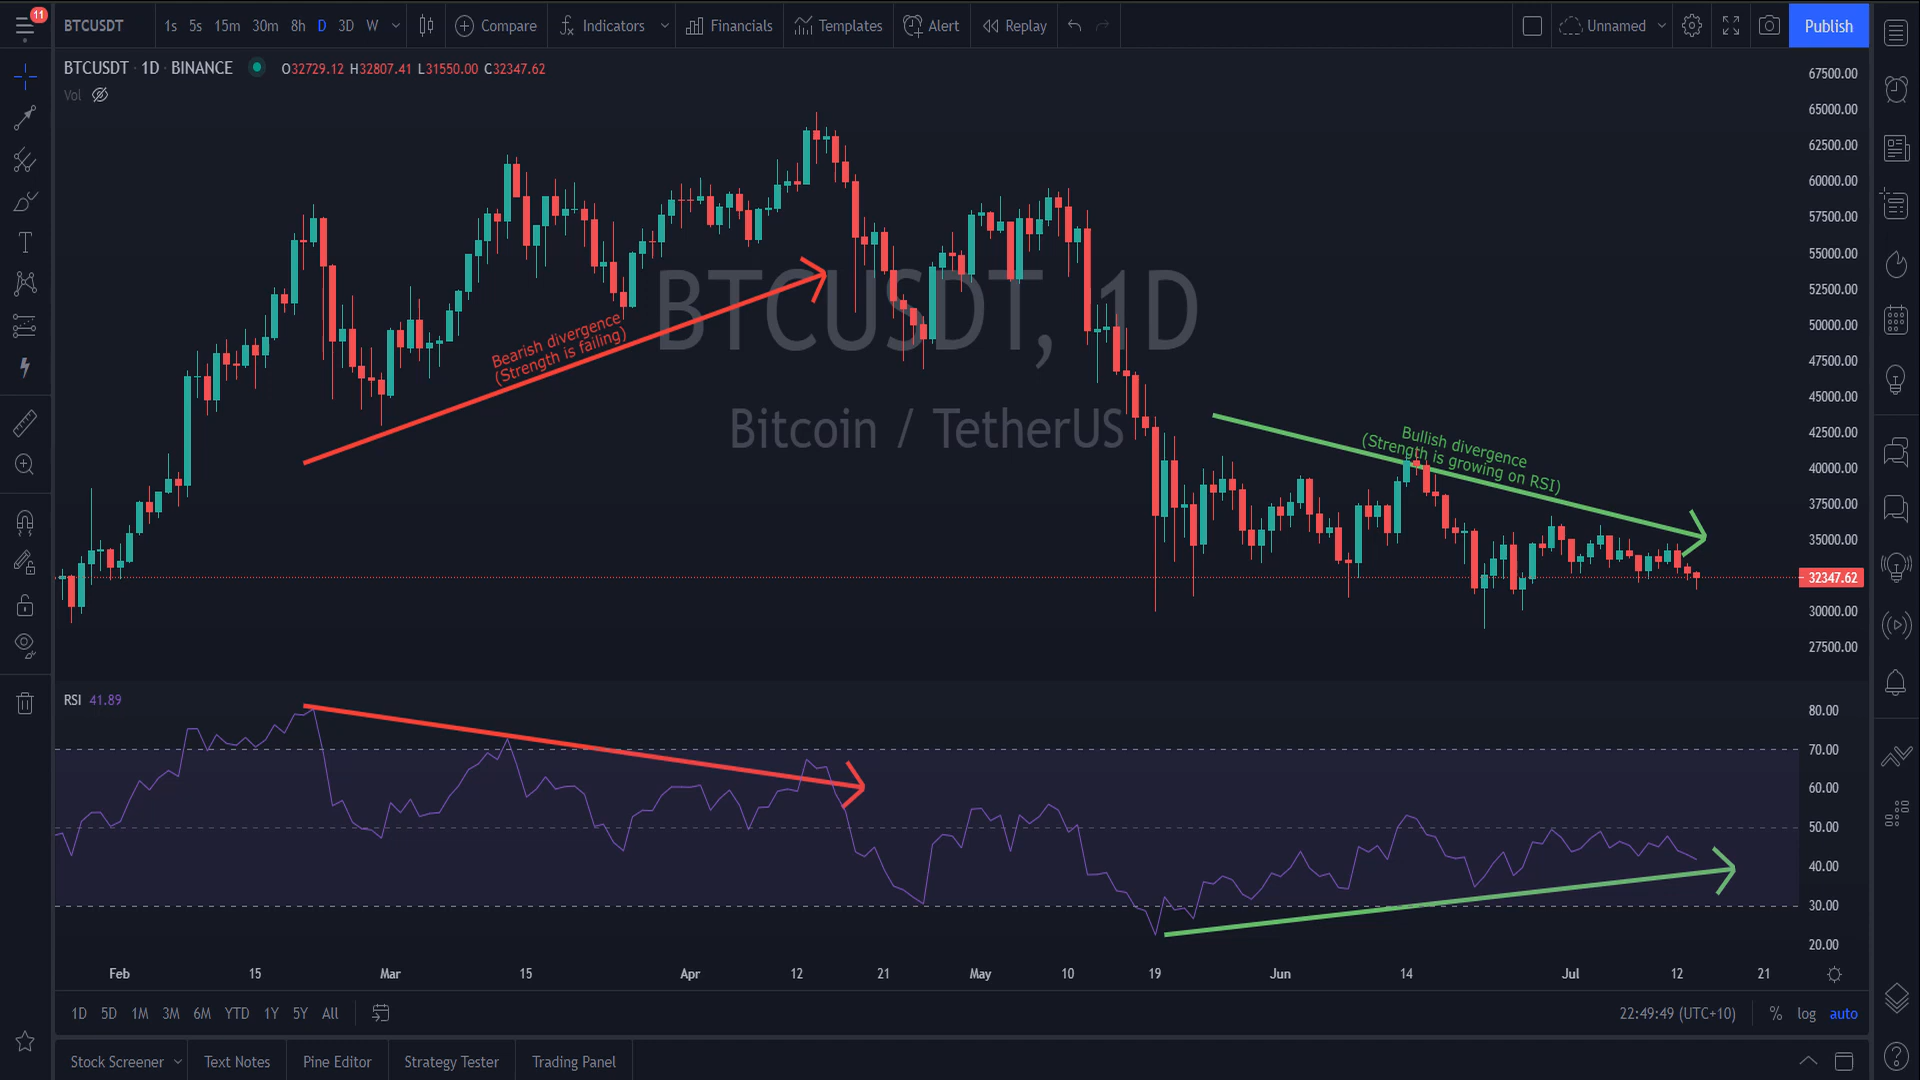 11
BTCUSDT 1s 5s 15m 30m 8h D 3D W Compare Indicators Financials Templates Alert Replay Unnamed Publish
BTCUSDT · 1D · BINANCE O32729.12 H32807.41 L31550.00 C32347.62
Vol
67500.00
65000.00
62500.00
60000.00
57500.00
55000.00
52500.00
50000.00
47500.00
45000.00
42500.00
40000.00
37500.00
35000.00
32347.62
30000.00
27500.00
BTCUSDT, 1D
Bitcoin / TetherUS
Bearish divergence
(Strength is failing)
Bullish divergence
(Strength is growing on RSI)
RSI 41.89
80.00
70.00
60.00
50.00
40.00
30.00
20.00
Feb 15 Mar 15 Apr 12 21 May 10 19 Jun 14 Jul 12 21
1D 5D 1M 3M 6M YTD 1Y 5Y All 22:49:49 (UTC+10) % log auto
Stock Screener Text Notes Pine Editor Strategy Tester Trading Panel